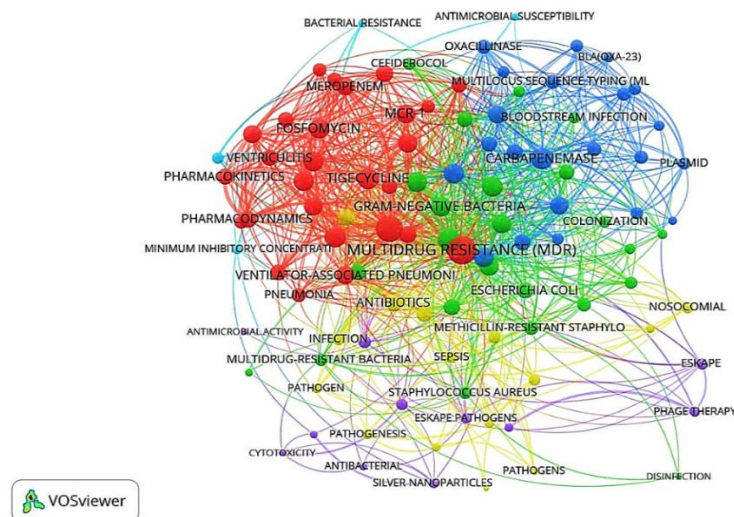 BACTERIAL RESISTANCE
ANTIMICROBIAL SUSCEPTIBILITY
OXACILLINASE
BLA(OXA-23)
CEFIDEROCOL
MEROPENEM
MULTILOCUS SEQUENCE TYPING (ML
MCR-1
BLOODSTREAM INFECTION
FOSFOMYCIN
VENTRICULITIS
CARBAPENEMASE
PLASMID
PHARMACOKINETICS
TIGECYCLINE
GRAM-NEGATIVE BACTERIA
PHARMACODYNAMICS
COLONIZATION
MINIMUM INHIBITORY CONCENTRATI
MULTIDRUG RESISTANCE (MDR)
VENTILATOR-ASSOCIATED PNEUMONI
ESCHERICHIA COLI
PNEUMONIA
ANTIBIOTICS
NOSOCOMIAL
ANTIMICROBIAL ACTIVITY
METHICILLIN-RESISTANT STAPHYLO
INFECTION
MULTIDRUG-RESISTANT BACTERIA
SEPSIS
ESKAPE
PATHOGEN
STAPHYLOCOCCUS AUREUS
ESKAPE PATHOGENS
PHAGE THERAPY
PATHOGENESIS
CYTOTOXICITY
ANTIBACTERIAL
PATHOGENS
SILVER NANOPARTICLES
DISINFECTION
VOSviewer